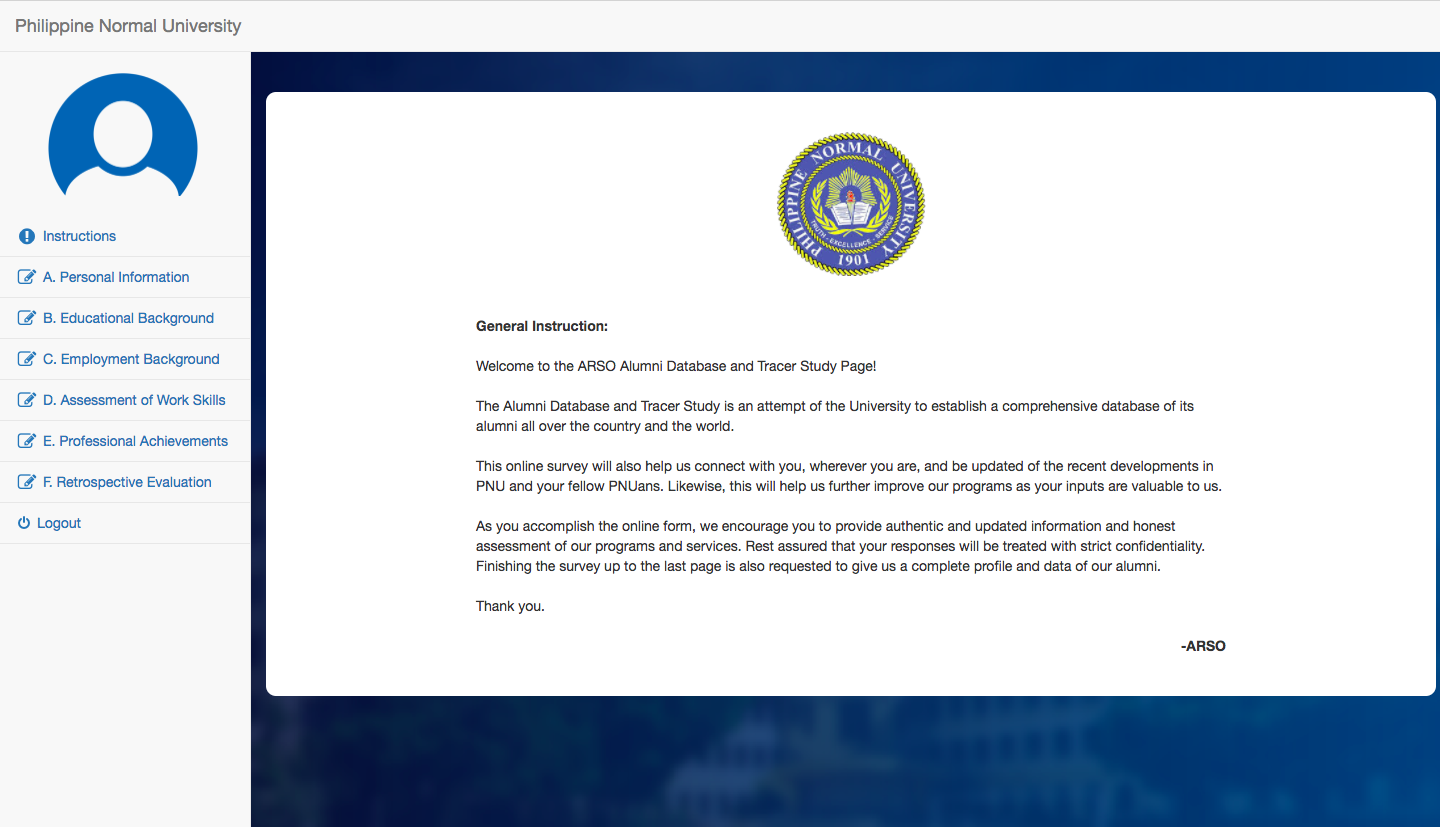 Philippine Normal University
Instructions
A. Personal Information
B. Educational Background
C. Employment Background
D. Assessment of Work Skills
E. Professional Achievements
F. Retrospective Evaluation
Logout
PHILIPPINE NORMAL UNIVERSITY
TRUTH - EXCELLENCE - SERVICE
1901
General Instruction:
Welcome to the ARSO Alumni Database and Tracer Study Page!
The Alumni Database and Tracer Study is an attempt of the University to establish a comprehensive database of its
alumni all over the country and the world.
This online survey will also help us connect with you, wherever you are, and be updated of the recent developments in
PNU and your fellow PNUans. Likewise, this will help us further improve our programs as your inputs are valuable to us.
As you accomplish the online form, we encourage you to provide authentic and updated information and honest
assessment of our programs and services. Rest assured that your responses will be treated with strict confidentiality.
Finishing the survey up to the last page is also requested to give us a complete profile and data of our alumni.
Thank you.
-ARSO